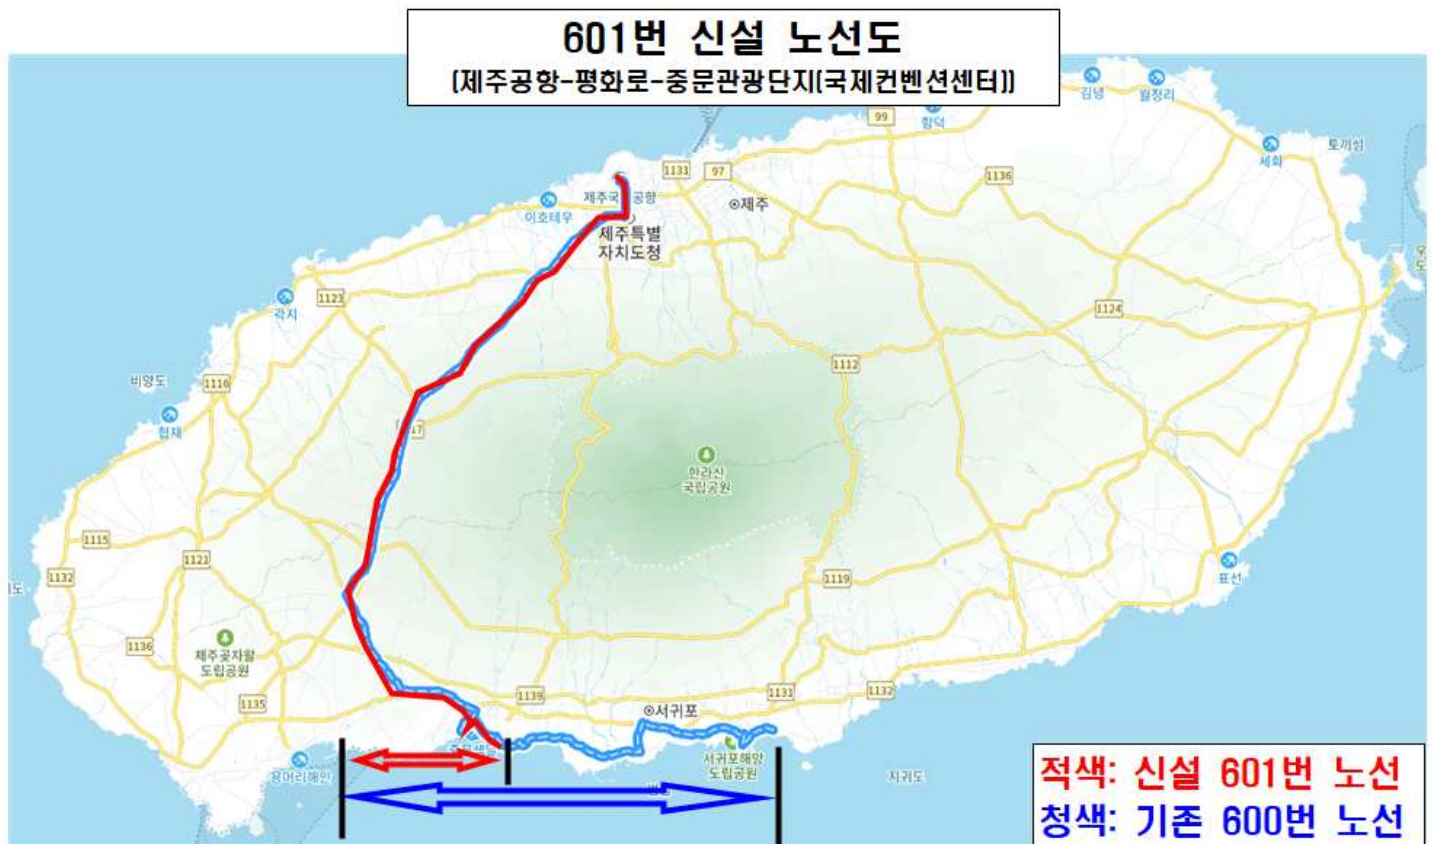 601번 신설 노선도
(제주공항-평화로-중문관광단지(국제컨벤션센터))
김녕
월정리
함덕
99
세화
토끼섬
1131
97
1136
제주국
공항
제주
이호테우
제주특별
자치도청
1123
곽지
1124
비양도
1116
1112
협재
17
한라산
국립공원
1115
1121
1132
1119
표선
1136
제주곶자왈
도립공원
1139
1131
1132
1135
서귀포
용머리해안
서귀포해양
도립공원
지귀도
적색: 신설 601번 노선
청색: 기존 600번 노선